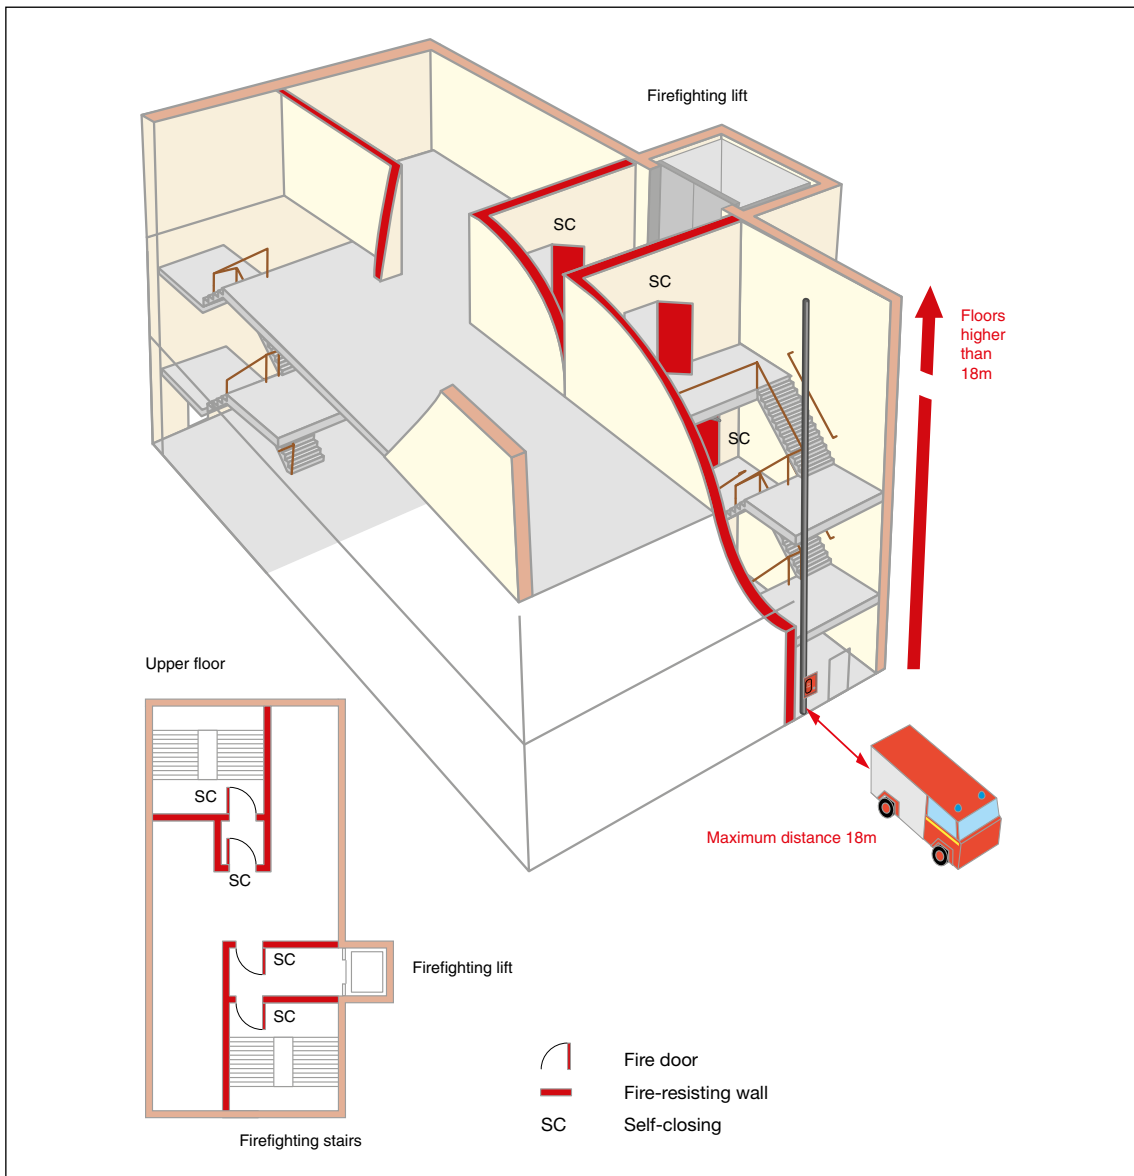 Firefighting lift
SC
SC
Floors
higher
than
18m
SC
Upper floor
Maximum distance 18m
SC
SC
SC
Firefighting lift
SC
Fire door
Fire-resisting wall
SC Self-closing
Firefighting stairs